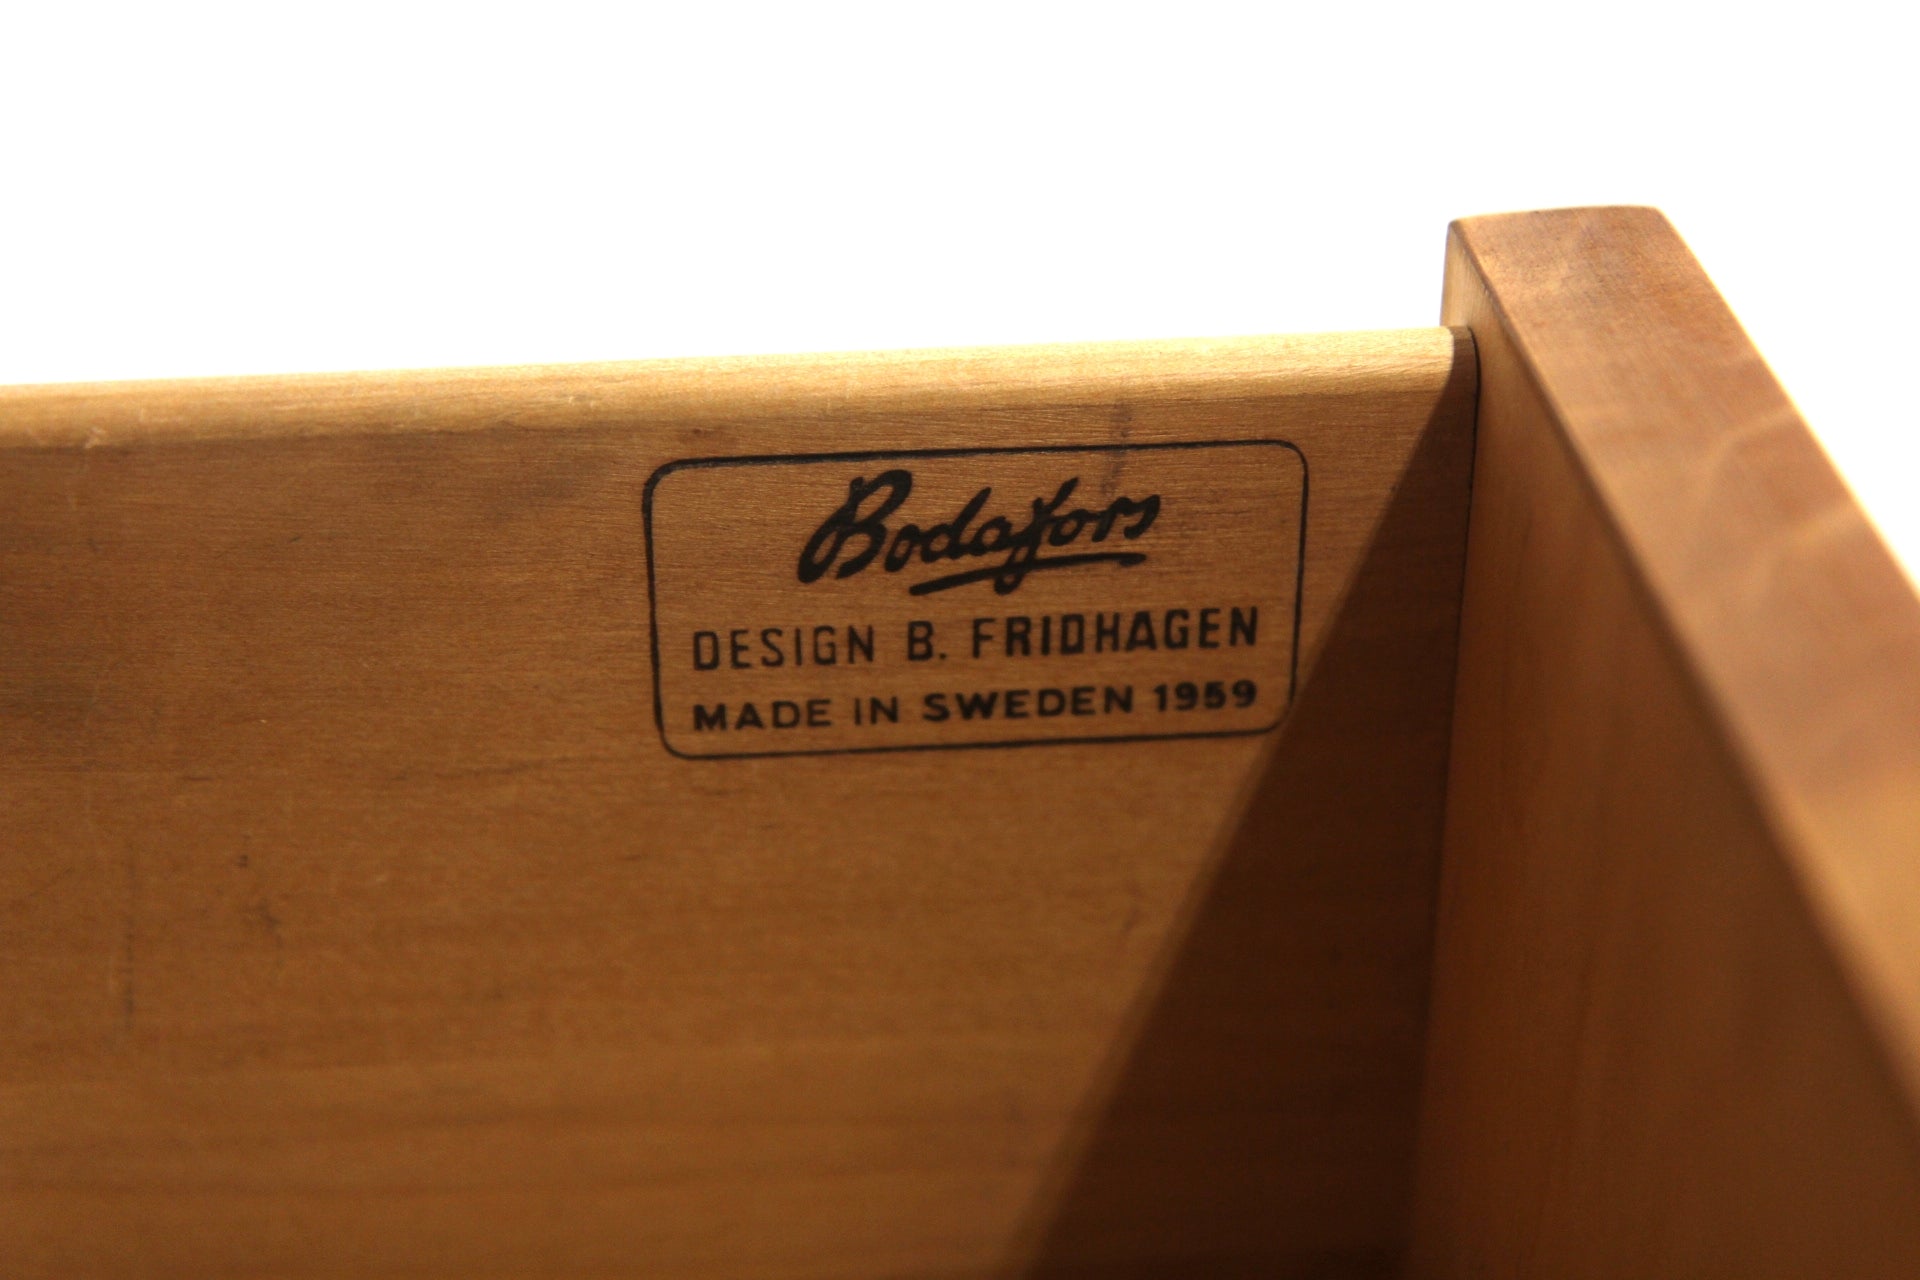 Bodafors
DESIGN B. FRIDHAGEN
MADE IN SWEDEN 1959